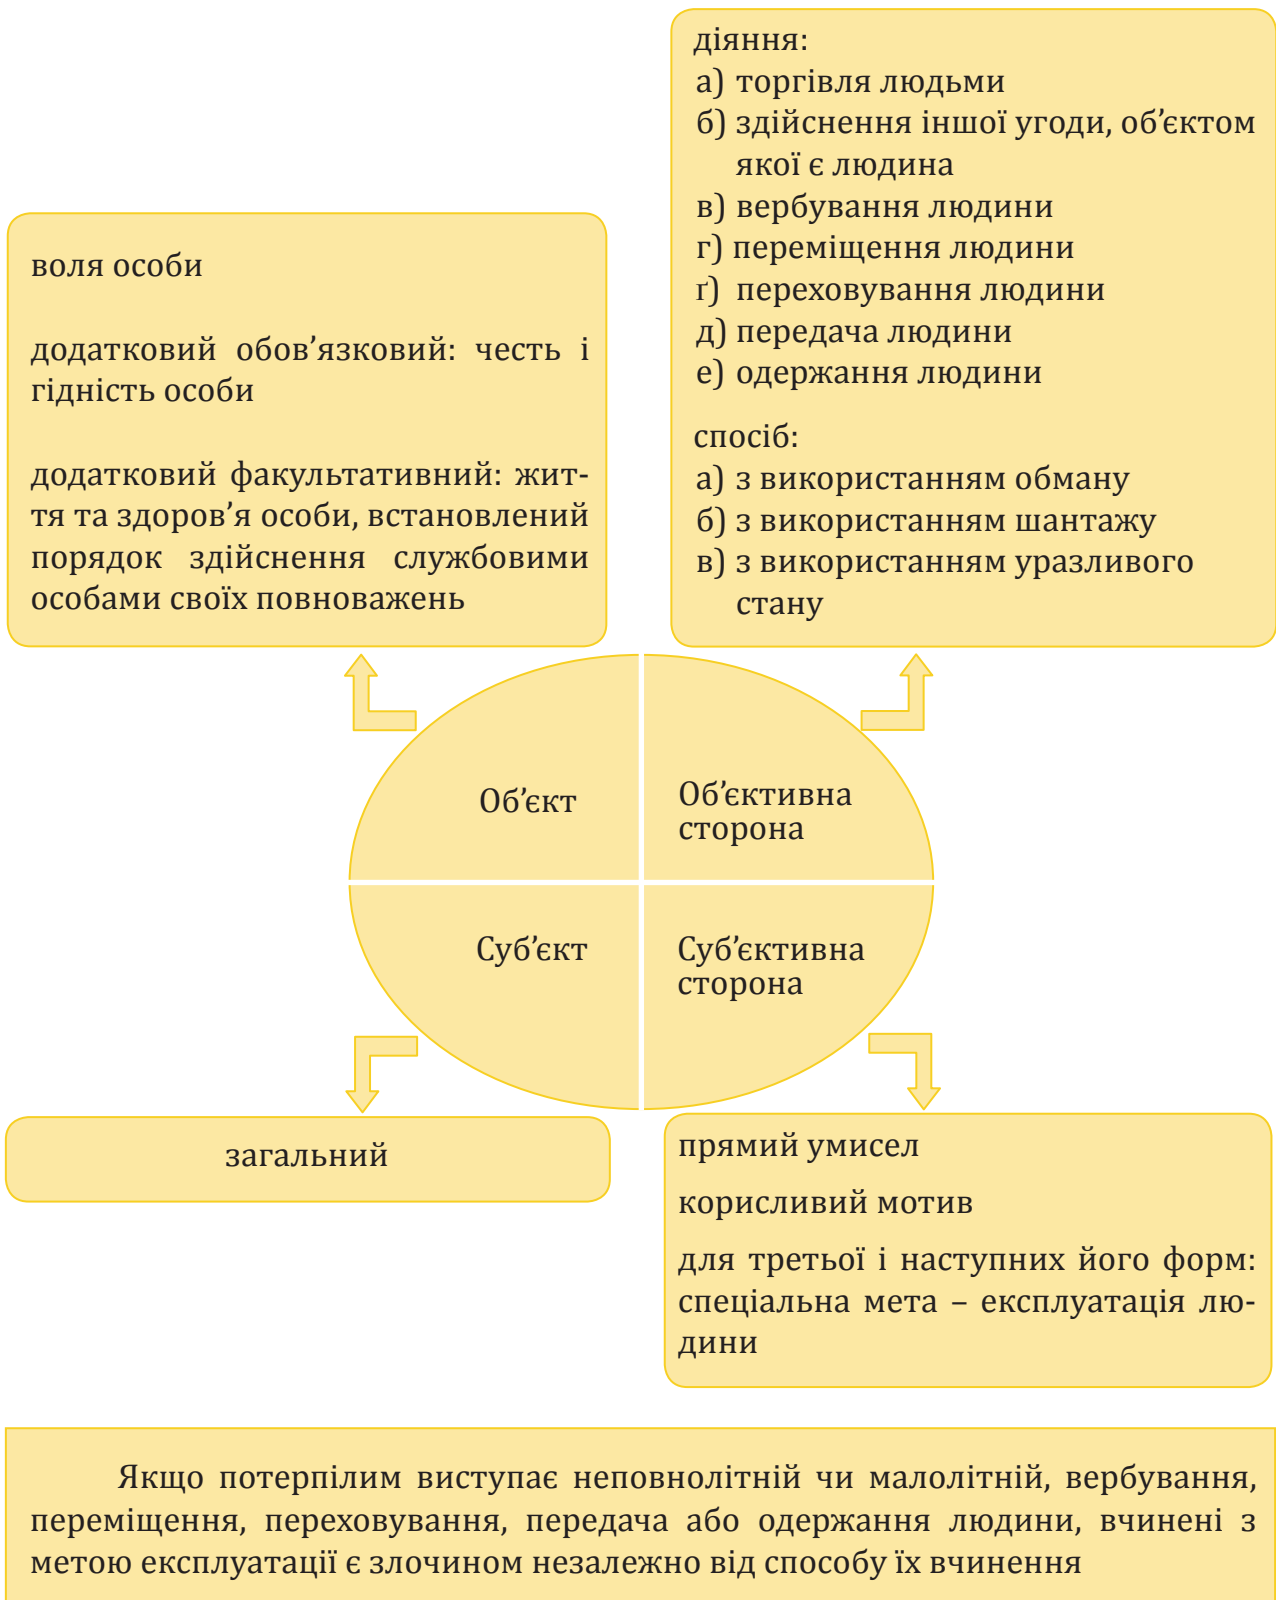 діяння:
а) торгівля людьми
б) здійснення іншої угоди, об’єктом
якої є людина
в) вербування людини
г) переміщення людини
ґ) переховування людини
д) передача людини
е) одержання людини
спосіб:
а) з використанням обману
б) з використанням шантажу
в) з використанням уразливого
стану
воля особи
додатковий обов’язковий: честь і
гідність особи
додатковий факультативний: жит-
тя та здоров’я особи, встановлений
порядок здійснення службовими
особами своїх повноважень
Об’єкт
Об’єктивна
сторона
Суб’єкт
Суб’єктивна
сторона
загальний
прямий умисел
корисливий мотив
для третьої і наступних його форм:
спеціальна мета – експлуатація лю-
дини
Якщо потерпілим виступає неповнолітній чи малолітній, вербування,
переміщення, переховування, передача або одержання людини, вчинені з
метою експлуатації є злочином незалежно від способу їх вчинення